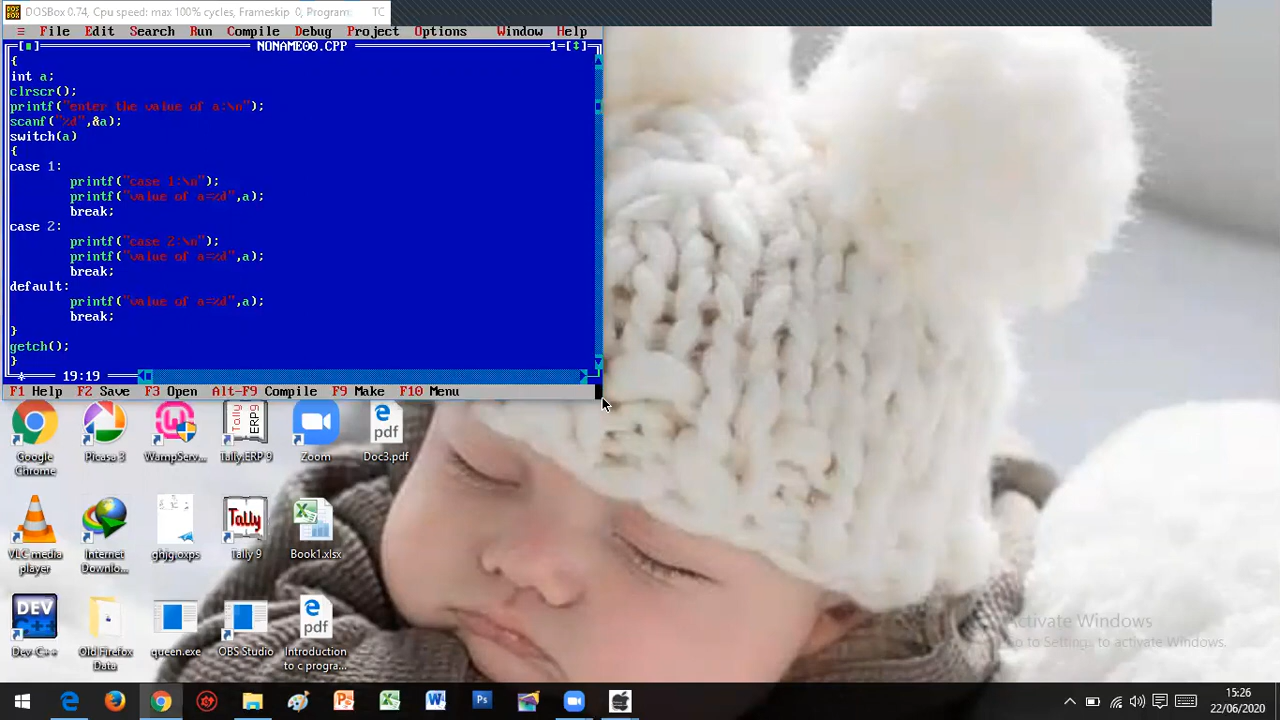 DOSBox 0.74, Cpu speed: max 100% cycles, Frameskip 0, Program: TC
≡ File Edit Search Run Compile Debug Project Options Window Help
[■] NONAME00.CPP 1=[↕]
{
int a;
clrscr();
printf("enter the value of a:\n");
scanf("%d",&a);
switch(a)
{
case 1:
printf("case 1:\n");
printf("value of a=%d",a);
break;
case 2:
printf("case 2:\n");
printf("value of a=%d",a);
break;
default:
printf("value of a=%d",a);
break;
}
getch();
}
* 19:19
F1 Help F2 Save F3 Open Alt-F9 Compile F9 Make F10 Menu
Google Chrome
Picasa 3
WampServ...
Tally.ERP 9
Zoom
Doc3.pdf
VLC media player
Internet Downlo...
ghjg.oxps
Tally 9
Book1.xlsx
Dev-C++
Old Firefox Data
queen.exe
OBS Studio
Introduction to c progra...
Activate Windows
Go to Settings to activate Windows.
15:26
22/06/2020